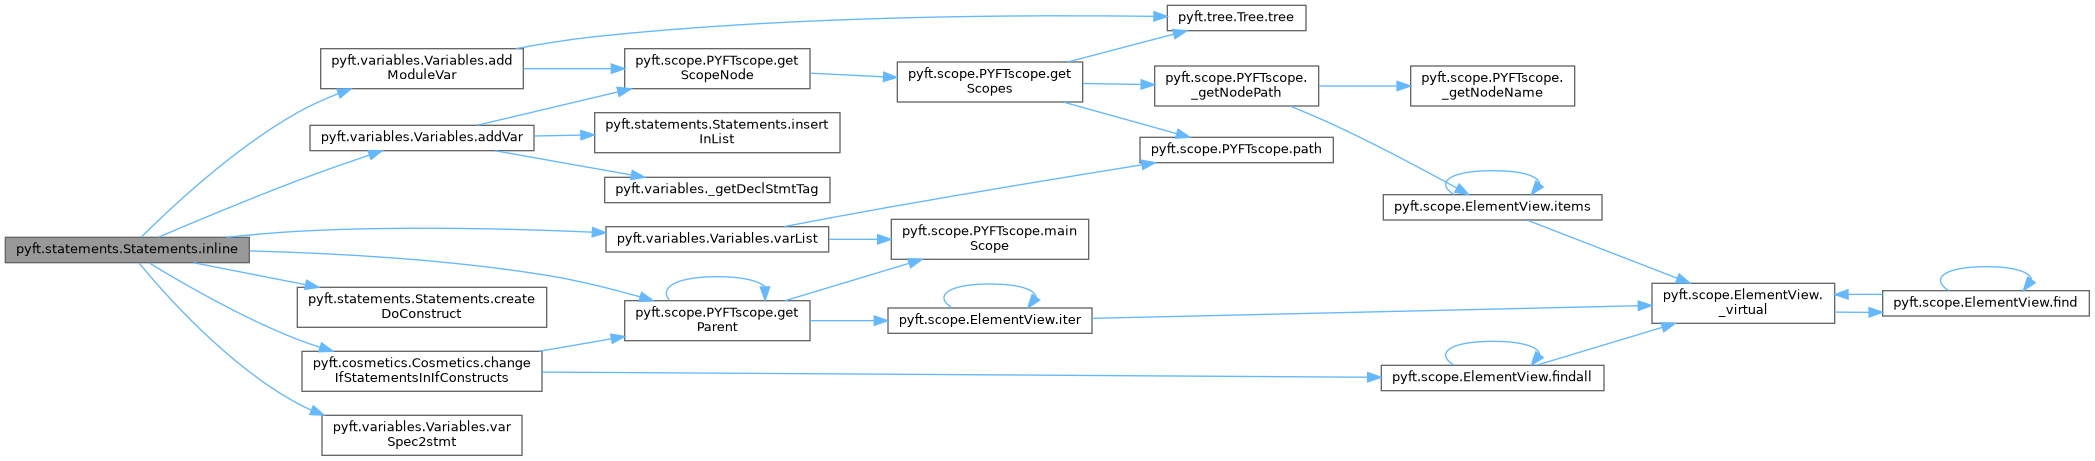 pyft.statements.Statements.inline
pyft.variables.Variables.add
ModuleVar
pyft.variables.Variables.addVar
pyft.variables.Variables.varList
pyft.statements.Statements.create
DoConstruct
pyft.cosmetics.Cosmetics.change
IfStatementsInIfConstructs
pyft.variables.Variables.var
Spec2stmt
pyft.scope.PYFTscope.get
ScopeNode
pyft.statements.Statements.insert
InList
pyft.variables._getDeclStmtTag
pyft.scope.PYFTscope.get
Parent
pyft.scope.PYFTscope.get
Scopes
pyft.scope.PYFTscope.main
Scope
pyft.scope.ElementView.iter
pyft.tree.Tree.tree
pyft.scope.PYFTscope.
_getNodePath
pyft.scope.PYFTscope.path
pyft.scope.PYFTscope.
_getNodeName
pyft.scope.ElementView.items
pyft.scope.ElementView.findall
pyft.scope.ElementView.
_virtual
pyft.scope.ElementView.find